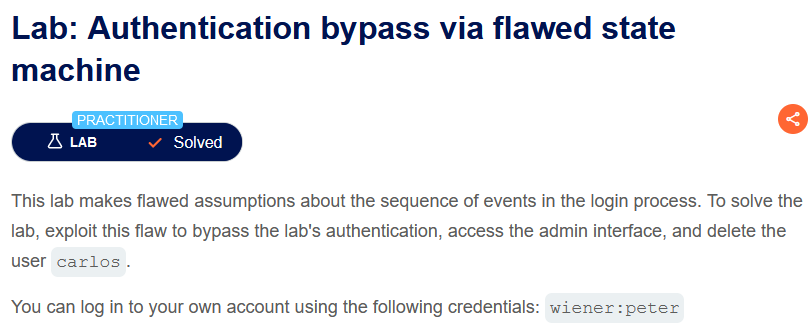 Lab: Authentication bypass via flawed state
machine
PRACTITIONER
LAB Solved
This lab makes flawed assumptions about the sequence of events in the login process. To solve the
lab, exploit this flaw to bypass the lab's authentication, access the admin interface, and delete the
user carlos.
You can log in to your own account using the following credentials: wiener:peter